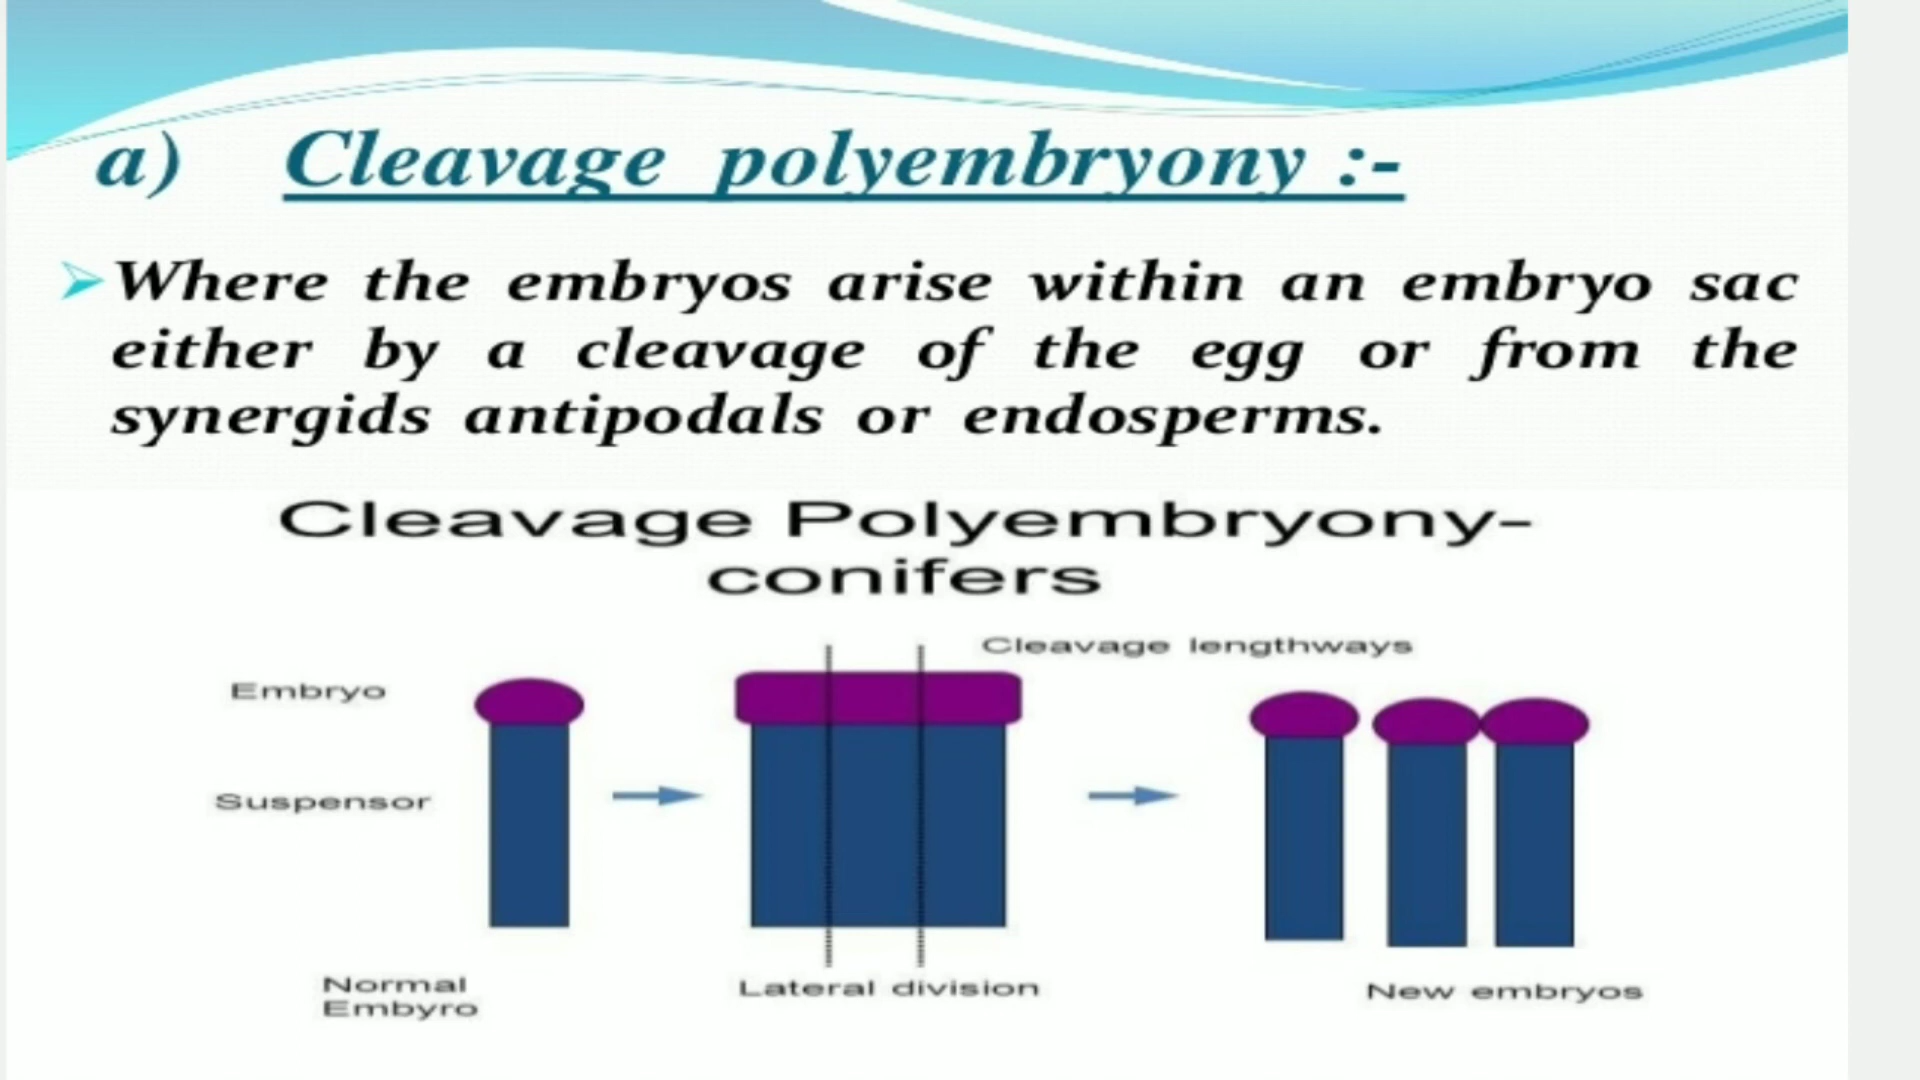 a) Cleavage polyembryony :-
Where the embryos arise within an embryo sac
either by a cleavage of the egg or from the
synergids antipodals or endosperms.
Cleavage Polyembryony-
conifers
Cleavage lengthways
Embryo
Suspensor
Normal
Embyro
Lateral division
New embryos